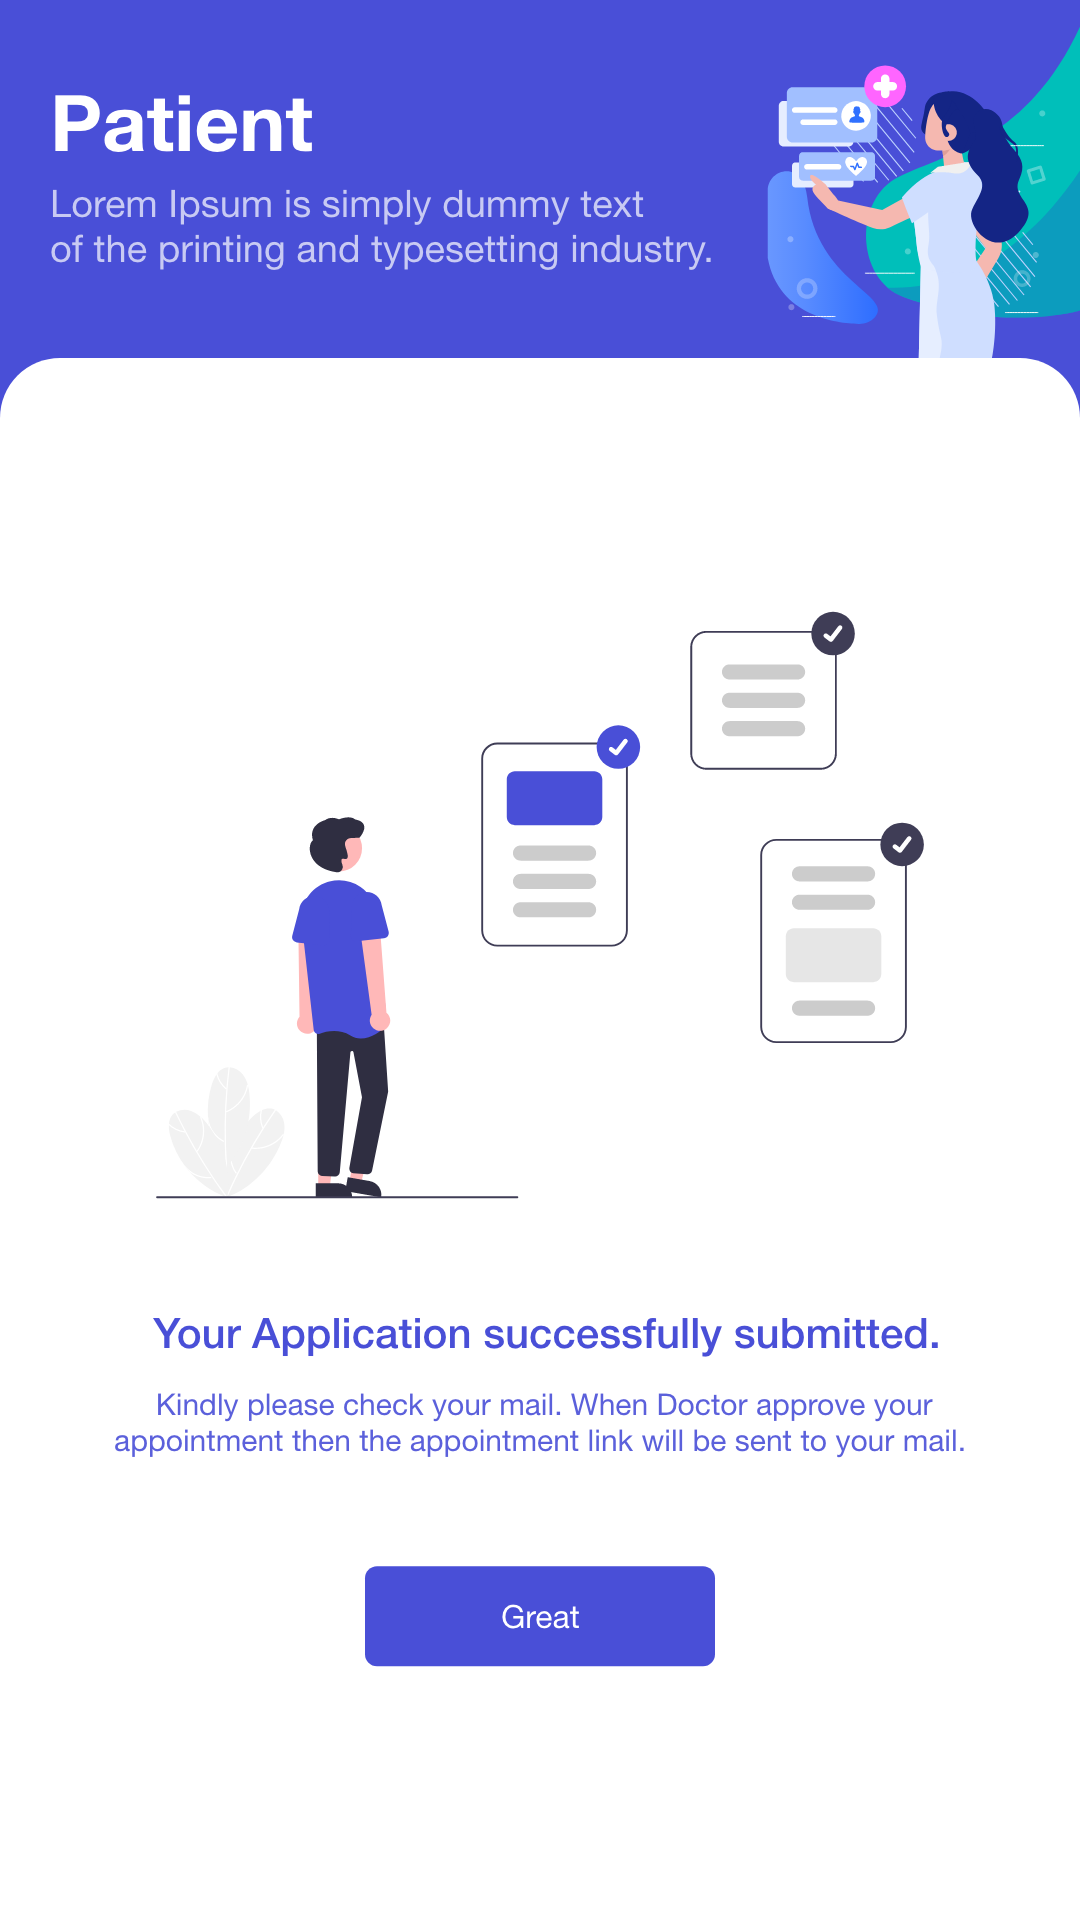 Patient
Lorem Ipsum is simply dummy text
of the printing and typesetting industry.
Your Application successfully submitted.
Kindly please check your mail. When Doctor approve your
appointment then the appointment link will be sent to your mail.
Great